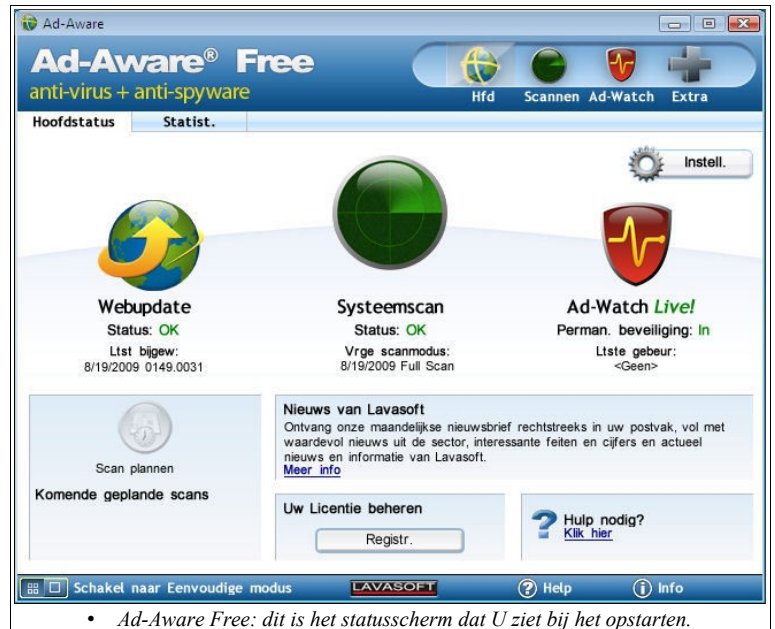 Ad-Aware
Ad-Aware® Free
anti-virus + anti-spyware
Hfd Scannen Ad-Watch Extra
Hoofdstatus Statist.
Instell.
Webupdate
Status: OK
Ltst bijgew:
8/19/2009 0149.0031
Systeemscan
Status: OK
Vrge scanmodus:
8/19/2009 Full Scan
Ad-Watch Live!
Perman. beveiliging: In
Ltste gebeur:
<Geen>
Scan plannen
Komende geplande scans
Nieuws van Lavasoft
Ontvang onze maandelijkse nieuwsbrief rechtstreeks in uw postvak, vol met
waardevol nieuws uit de sector, interessante feiten en cijfers en actueel
nieuws en informatie van Lavasoft.
Meer info
Uw Licentie beheren
Registr.
Hulp nodig?
Klik hier
Schakel naar Eenvoudige modus LAVASOFT Help Info
• Ad-Aware Free: dit is het statusscherm dat U ziet bij het opstarten.